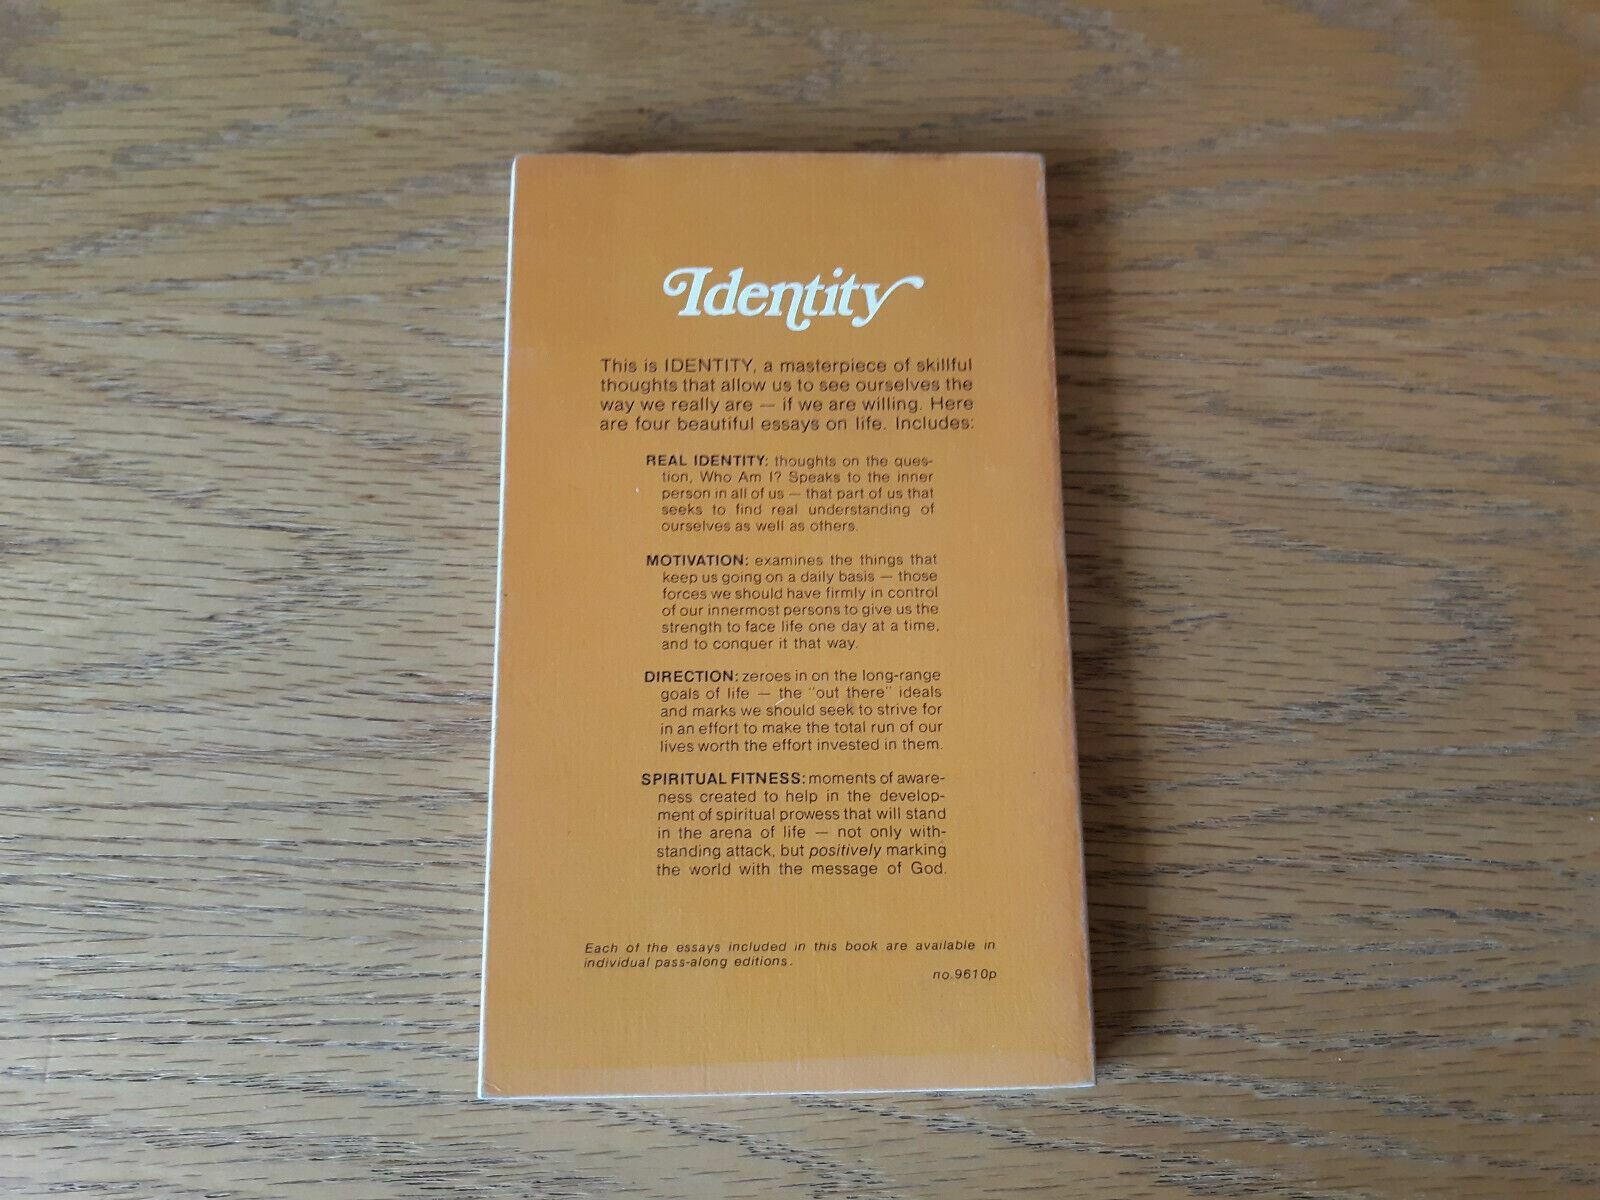 Identity
This is IDENTITY, a masterpiece of skillful
thoughts that allow us to see ourselves the
way we really are — if we are willing. Here
are four beautiful essays on life. Includes:
REAL IDENTITY: thoughts on the ques-
tion, Who Am I? Speaks to the inner
person in all of us — that part of us that
seeks to find real understanding of
ourselves as well as others.
MOTIVATION: examines the things that
keep us going on a daily basis — those
forces we should have firmly in control
of our innermost persons to give us the
strength to face life one day at a time,
and to conquer it that way.
DIRECTION: zeroes in on the long-range
goals of life — the "out there" ideals
and marks we should seek to strive for
in an effort to make the total run of our
lives worth the effort invested in them.
SPIRITUAL FITNESS: moments of aware-
ness created to help in the develop-
ment of spiritual prowess that will stand
in the arena of life — not only with-
standing attack, but positively marking
the world with the message of God.
Each of the essays included in this book are available in
individual pass-along editions.
no.9610p